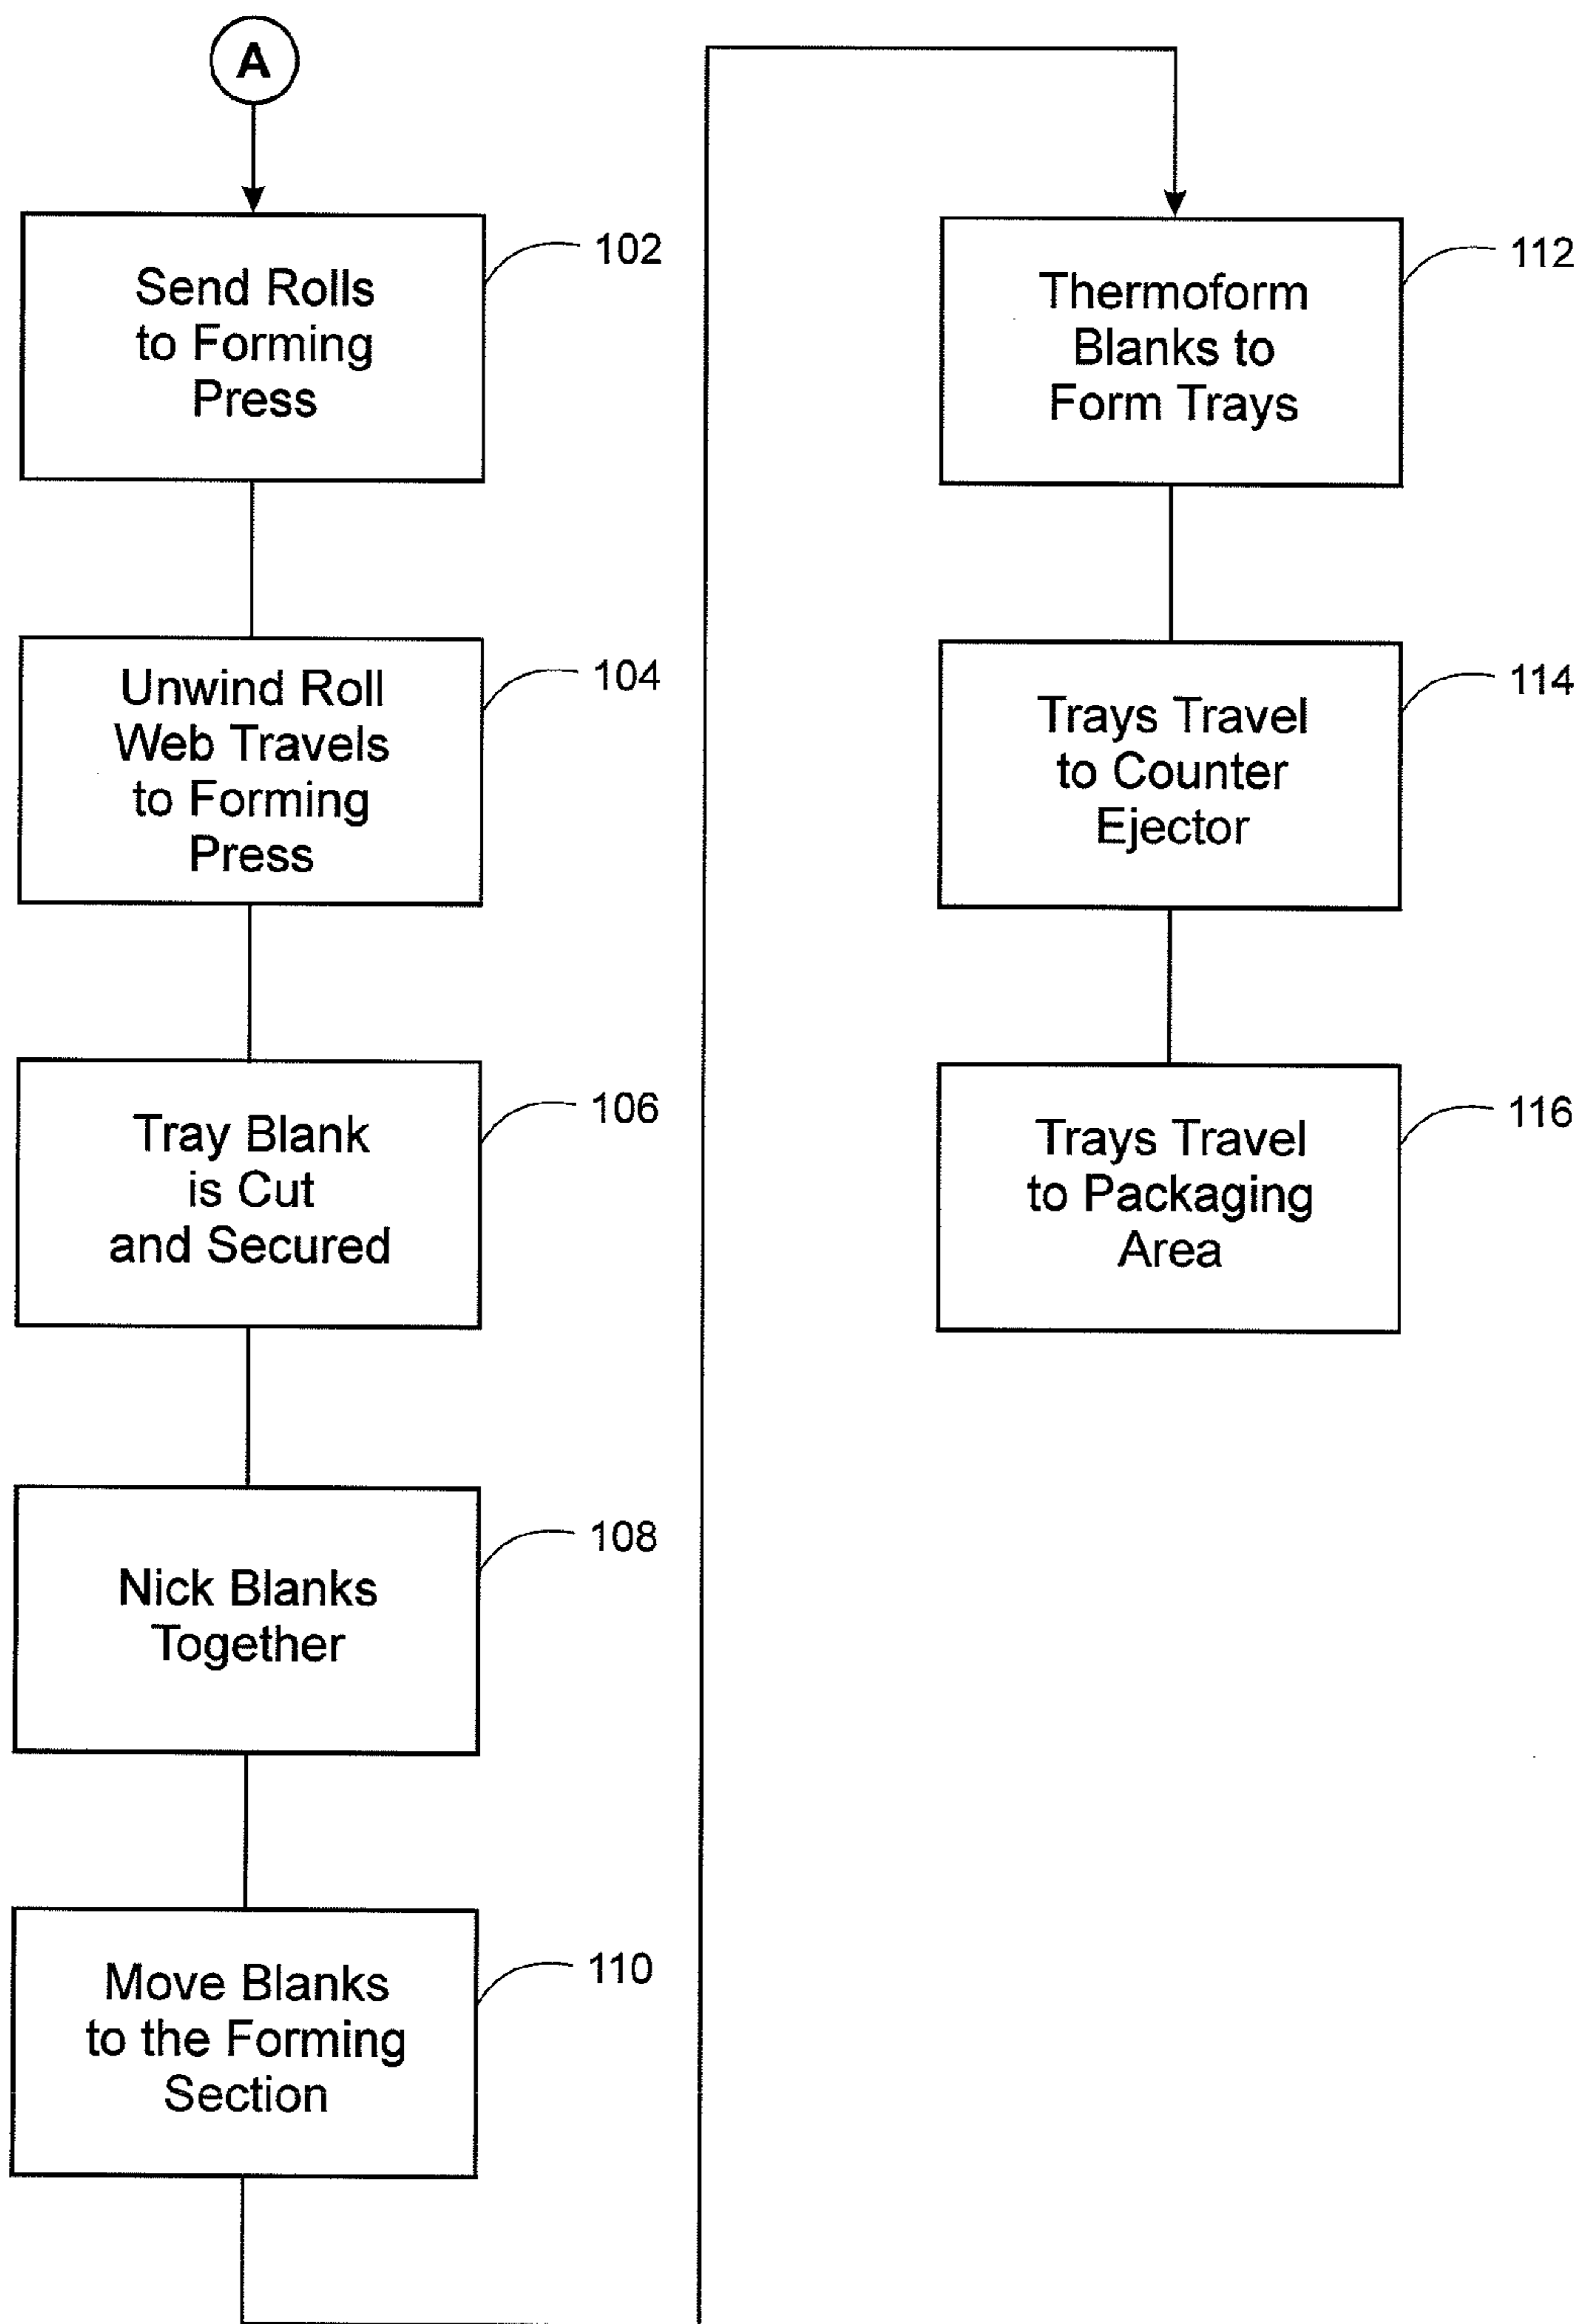 A
Send Rolls
to Forming
Press
102
Unwind Roll
Web Travels
to Forming
Press
104
Tray Blank
is Cut
and Secured
106
Nick Blanks
Together
108
Move Blanks
to the Forming
Section
110
Thermoform
Blanks to
Form Trays
112
Trays Travel
to Counter
Ejector
114
Trays Travel
to Packaging
Area
116